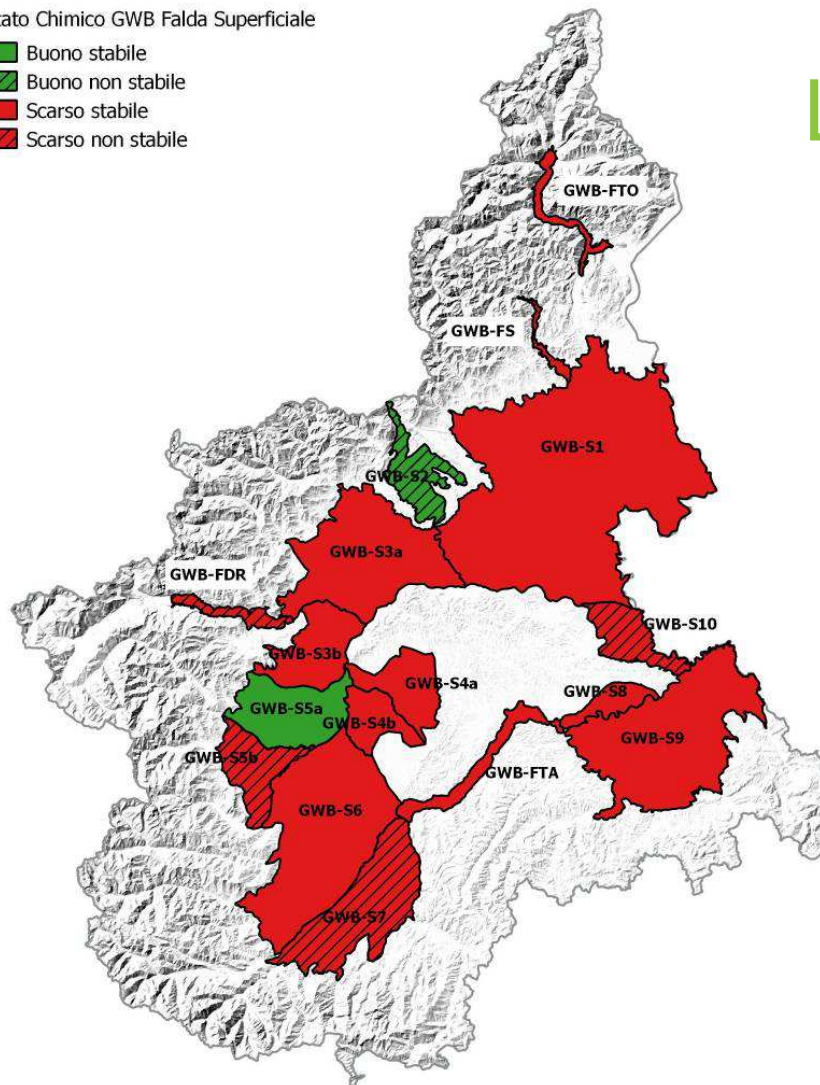 tato Chimico GWB Falda Superficiale
Buono stabile
Buono non stabile
Scarso stabile
Scarso non stabile
GWB-FTO
GWB-FS
GWB-S1
GWB-S2
GWB-S3a
GWB-FDR
GWB-S10
GWB-S3b
GWB-S4a
GWB-S8
GWB-S5a
GWB-S4b
GWB-S9
GWB-S5b
GWB-FTA
GWB-S6
GWB-S7